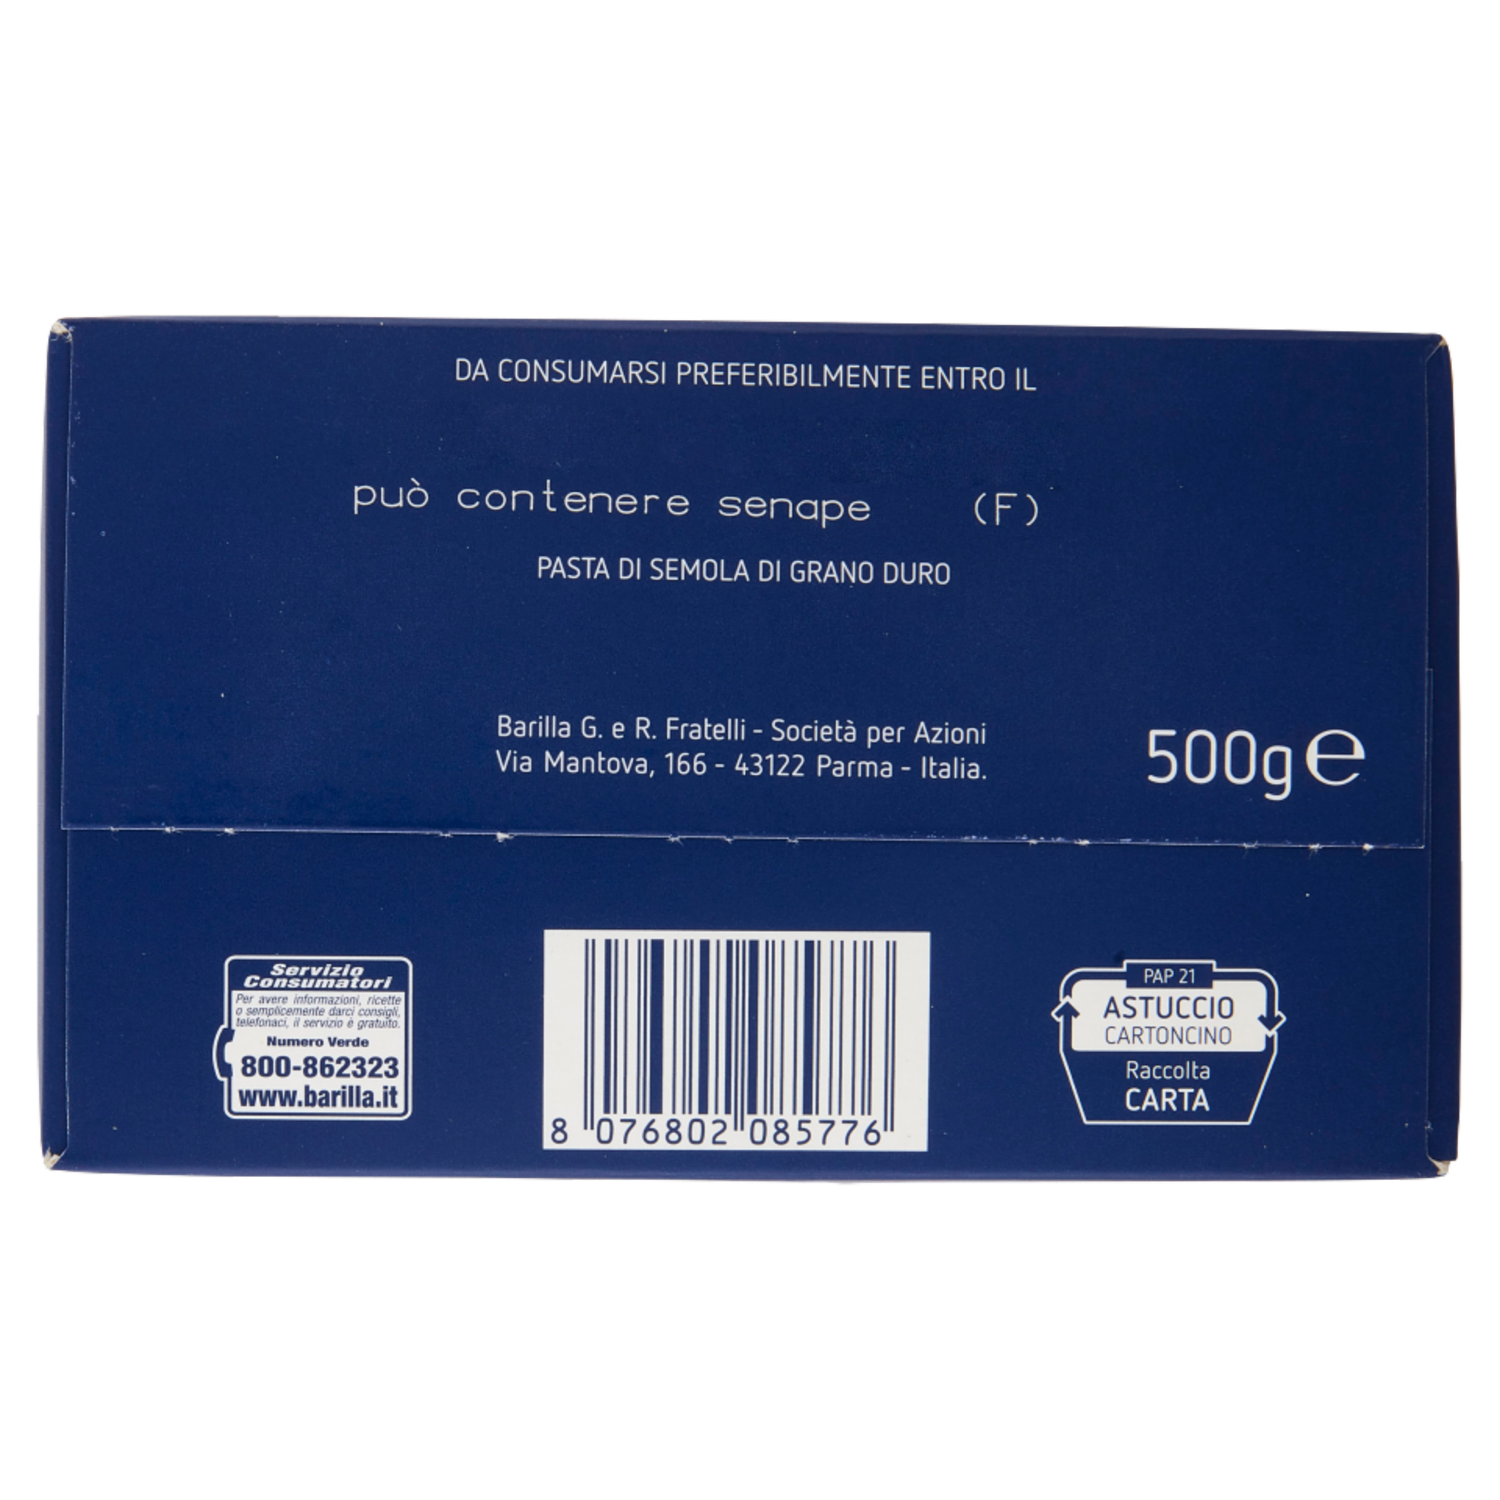 DA CONSUMARSI PREFERIBILMENTE ENTRO IL
può contenere senape (F)
PASTA DI SEMOLA DI GRANO DURO
Barilla G. e R. Fratelli - Società per Azioni
Via Mantova, 166 - 43122 Parma - Italia.
500g e
Servizio
Consumatori
Per avere informazioni, ricette
o semplicemente darci consigli,
telefonaci, il servizio è gratuito.
Numero Verde
800-862323
www.barilla.it
8 076802 085776
PAP 21
ASTUCCIO
CARTONCINO
Raccolta
CARTA